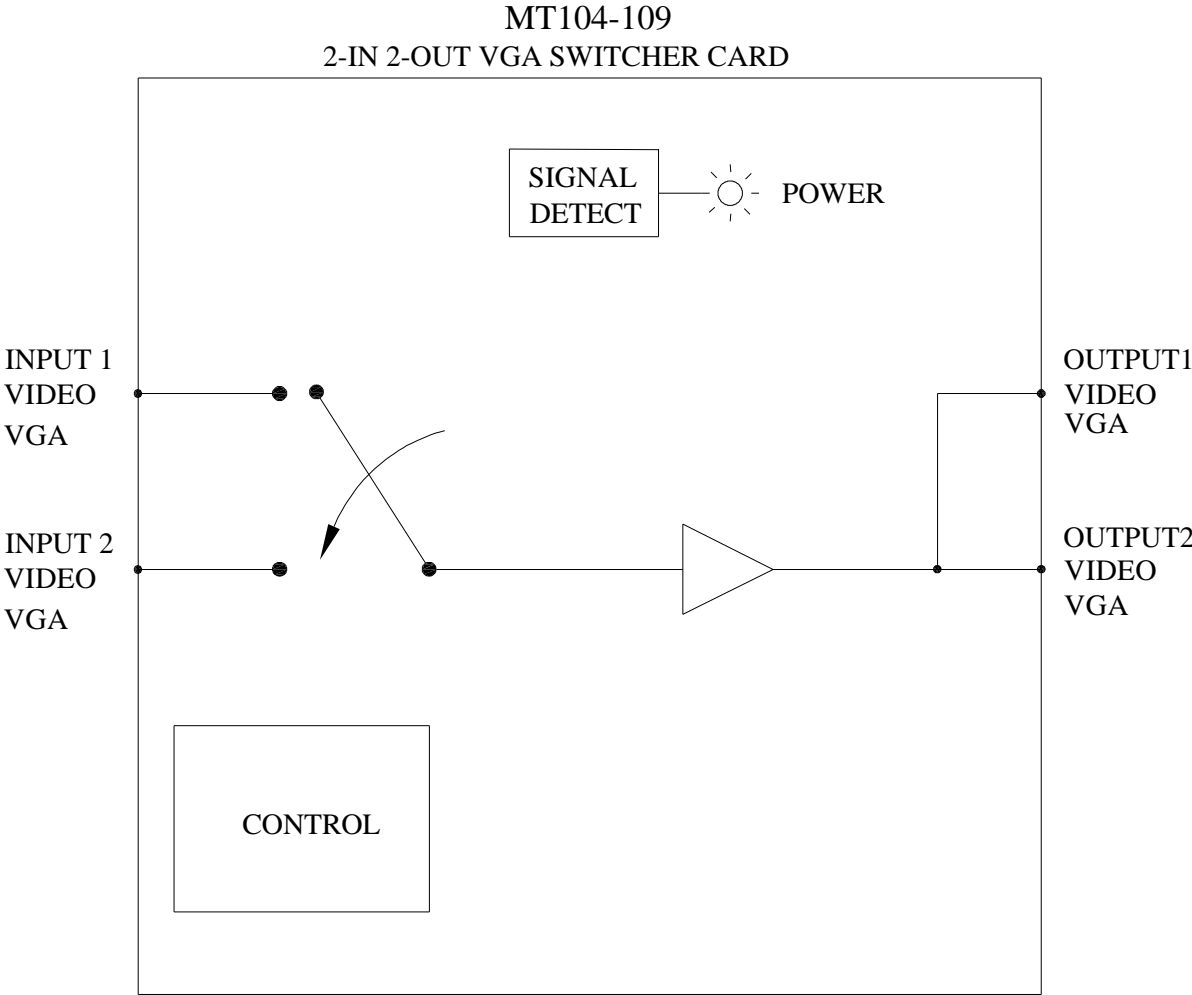 MT104-109
2-IN 2-OUT VGA SWITCHER CARD
SIGNAL
DETECT
POWER
INPUT 1
VIDEO
VGA
OUTPUT1
VIDEO
VGA
INPUT 2
VIDEO
VGA
OUTPUT2
VIDEO
VGA
CONTROL